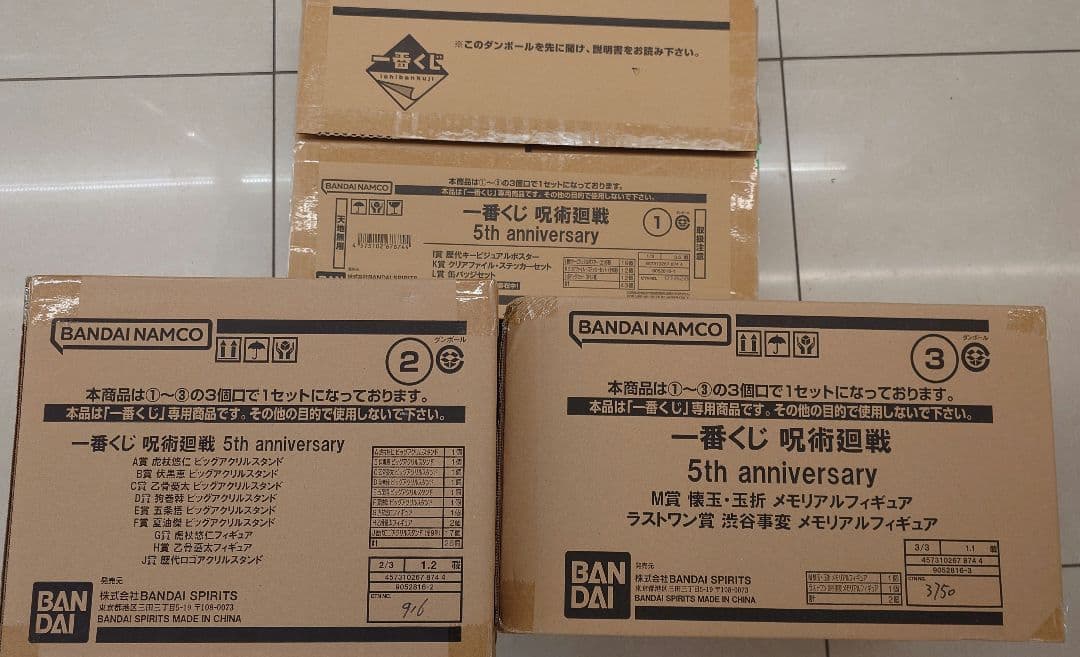 一番くじ
ichibankuji
※このダンボールを先に開け、説明書をお読み下さい。
BANDAI NAMCO
本商品は①~③の3個口で1セットになっております。
本品は「一番くじ」専用商品です。その他の目的で使用しないで下さい。
天地無用
取扱注意
一番くじ 呪術廻戦
5th anniversary
①
I賞 歴代キービジュアルポスター
K賞 クリアファイル・ステッカーセット
L賞 缶バッジセット
株式会社BANDAI SPIRITS
BANDAI NAMCO
②
ダンボール
本商品は①~③の3個口で1セットになっております。
本品は「一番くじ」専用商品です。その他の目的で使用しないで下さい。
一番くじ 呪術廻戦 5th anniversary
A賞 虎杖悠仁 ビッグアクリルスタンド
B賞 伏黒恵 ビッグアクリルスタンド
C賞 乙骨憂太 ビッグアクリルスタンド
D賞 狗巻棘 ビッグアクリルスタンド
E賞 五条悟 ビッグアクリルスタンド
F賞 夏油傑 ビッグアクリルスタンド
G賞 虎杖悠仁フィギュア
H賞 乙骨憂太フィギュア
J賞 歴代ロゴアクリルスタンド
2/3 1.2 載
457310267 874 4
9052816-2
CTN NO.
916
BANDAI
発売元
株式会社BANDAI SPIRITS
東京都港区三田三丁目5-19 〒108-0073
BANDAI SPIRITS MADE IN CHINA
BANDAI NAMCO
③
ダンボール
本商品は①~③の3個口で1セットになっております。
本品は「一番くじ」専用商品です。その他の目的で使用しないで下さい。
一番くじ 呪術廻戦
5th anniversary
M賞 懐玉・玉折 メモリアルフィギュア
ラストワン賞 渋谷事変 メモリアルフィギュア
3/3 1.1 載
457310267 874 4
9052816-3
CTN NO.
3750
BANDAI
発売元
株式会社BANDAI SPIRITS
東京都港区三田三丁目5-19 〒108-0073
BANDAI SPIRITS MADE IN CHINA